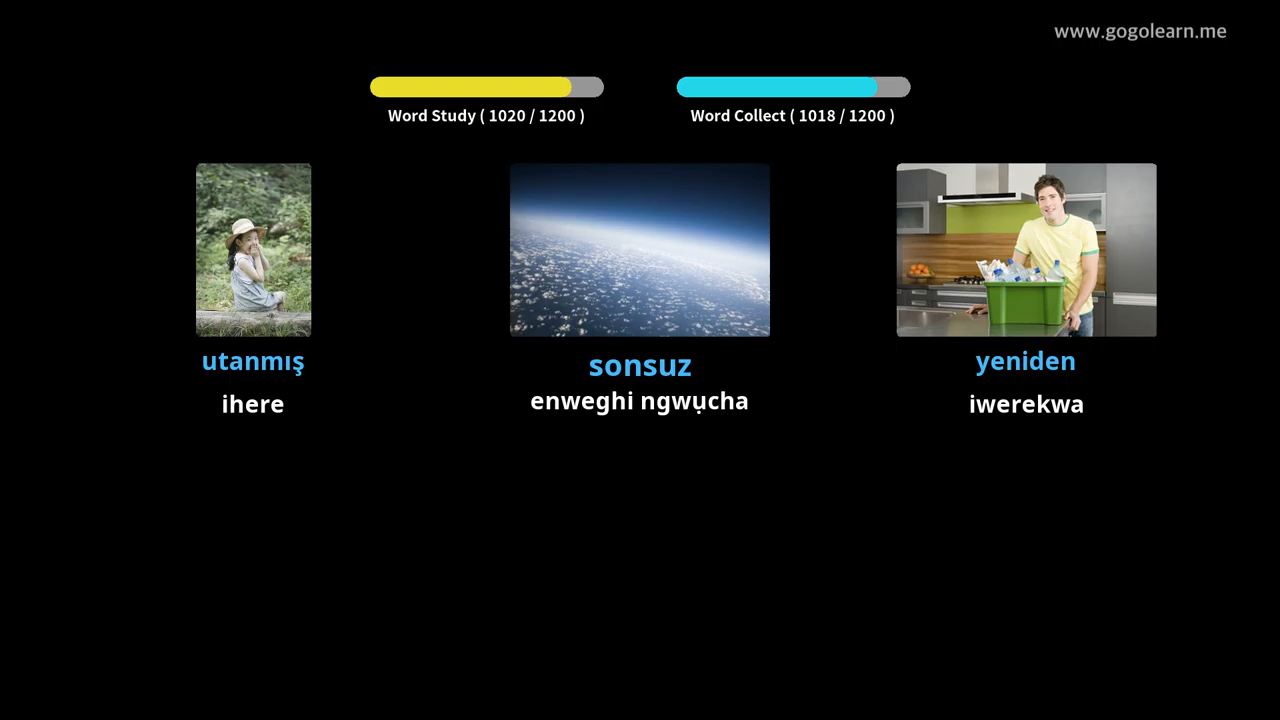 www.gogolearn.me
Word Study ( 1020 / 1200 )
Word Collect ( 1018 / 1200 )
utanmış
sonsuz
yeniden
ihere
enweghi ngwụcha
iwerekwa